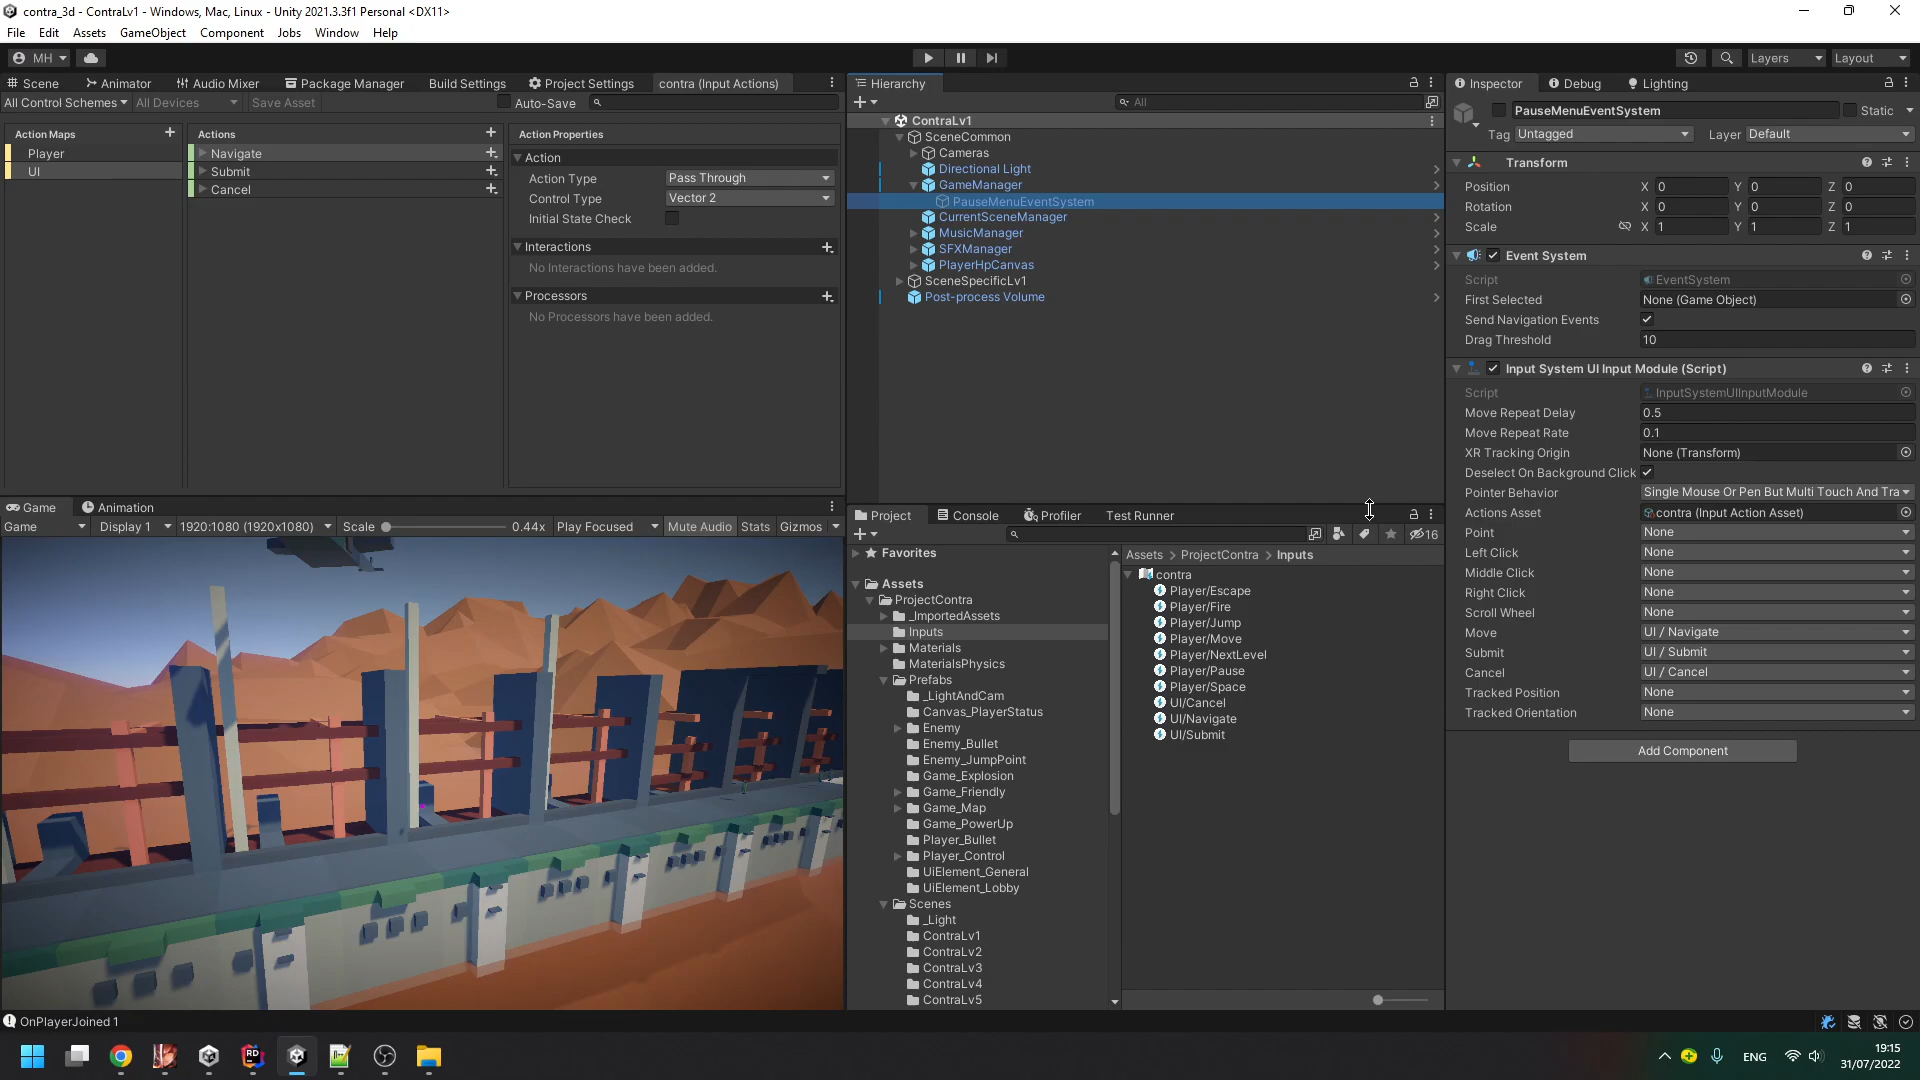 contra_3d - ContraLv1 - Windows, Mac, Linux - Unity 2021.3.3f1 Personal <DX11>
File Edit Assets GameObject Component Jobs Window Help
MH Layers Layout
Scene Animator Audio Mixer Package Manager Build Settings Project Settings contra (Input Actions)
All Control Schemes All Devices Save Asset Auto-Save
Action Maps Actions Action Properties
Player
UI
Navigate
Submit
Cancel
Action
Action Type Pass Through
Control Type Vector 2
Initial State Check
Interactions
No Interactions have been added.
Processors
No Processors have been added.
Hierarchy
All
ContraLv1
SceneCommon
Cameras
Directional Light
GameManager
PauseMenuEventSystem
CurrentSceneManager
MusicManager
SFXManager
PlayerHpCanvas
SceneSpecificLv1
Post-process Volume
Inspector Debug Lighting
PauseMenuEventSystem Static
Tag Untagged Layer Default
Transform
Position X 0 Y 0 Z 0
Rotation X 0 Y 0 Z 0
Scale X 1 Y 1 Z 1
Event System
Script EventSystem
First Selected None (Game Object)
Send Navigation Events
Drag Threshold 10
Input System UI Input Module (Script)
Script InputSystemUIInputModule
Move Repeat Delay 0.5
Move Repeat Rate 0.1
XR Tracking Origin None (Transform)
Deselect On Background Click
Pointer Behavior Single Mouse Or Pen But Multi Touch And Tra
Actions Asset contra (Input Action Asset)
Point None
Left Click None
Middle Click None
Right Click None
Scroll Wheel None
Move UI / Navigate
Submit UI / Submit
Cancel UI / Cancel
Tracked Position None
Tracked Orientation None
Add Component
Game Animation
Game Display 1 1920:1080 (1920x1080) Scale 0.44x Play Focused Mute Audio Stats Gizmos
Project Console Profiler Test Runner
16
Favorites
Assets
ProjectContra
_ImportedAssets
Inputs
Materials
MaterialsPhysics
Prefabs
_LightAndCam
Canvas_PlayerStatus
Enemy
Enemy_Bullet
Enemy_JumpPoint
Game_Explosion
Game_Friendly
Game_Map
Game_PowerUp
Player_Bullet
Player_Control
UiElement_General
UiElement_Lobby
Scenes
_Light
ContraLv1
ContraLv2
ContraLv3
ContraLv4
ContraLv5
Assets > ProjectContra > Inputs
contra
Player/Escape
Player/Fire
Player/Jump
Player/Move
Player/NextLevel
Player/Pause
Player/Space
UI/Cancel
UI/Navigate
UI/Submit
OnPlayerJoined 1
RD
ENG
19:15
31/07/2022